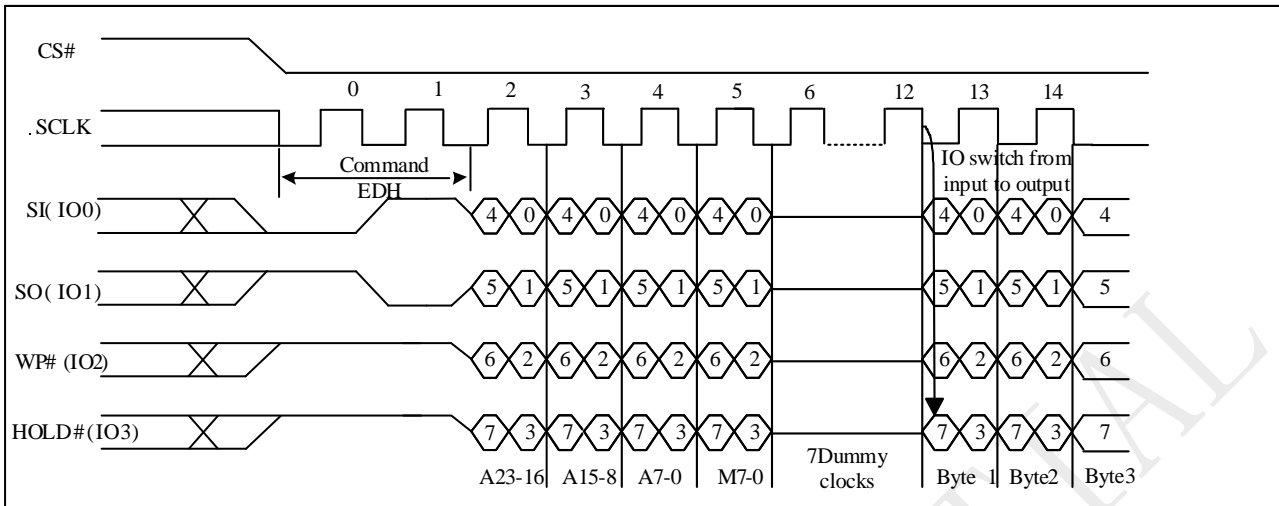 CS#
0 1 2 3 4 5 6 12 13 14
.SCLK
Command
EDH
IO switch from
input to output
SI( IO0)
4 0 4 0 4 0 4 0 4 0 4 0 4
SO( IO1)
5 1 5 1 5 1 5 1 5 1 5 1 5
WP# (IO2)
6 2 6 2 6 2 6 2 6 2 6 2 6
HOLD#(IO3)
7 3 7 3 7 3 7 3 7 3 7 3 7
A23-16 A15-8 A7-0 M7-0
7Dummy
clocks
Byte 1 Byte2 Byte3